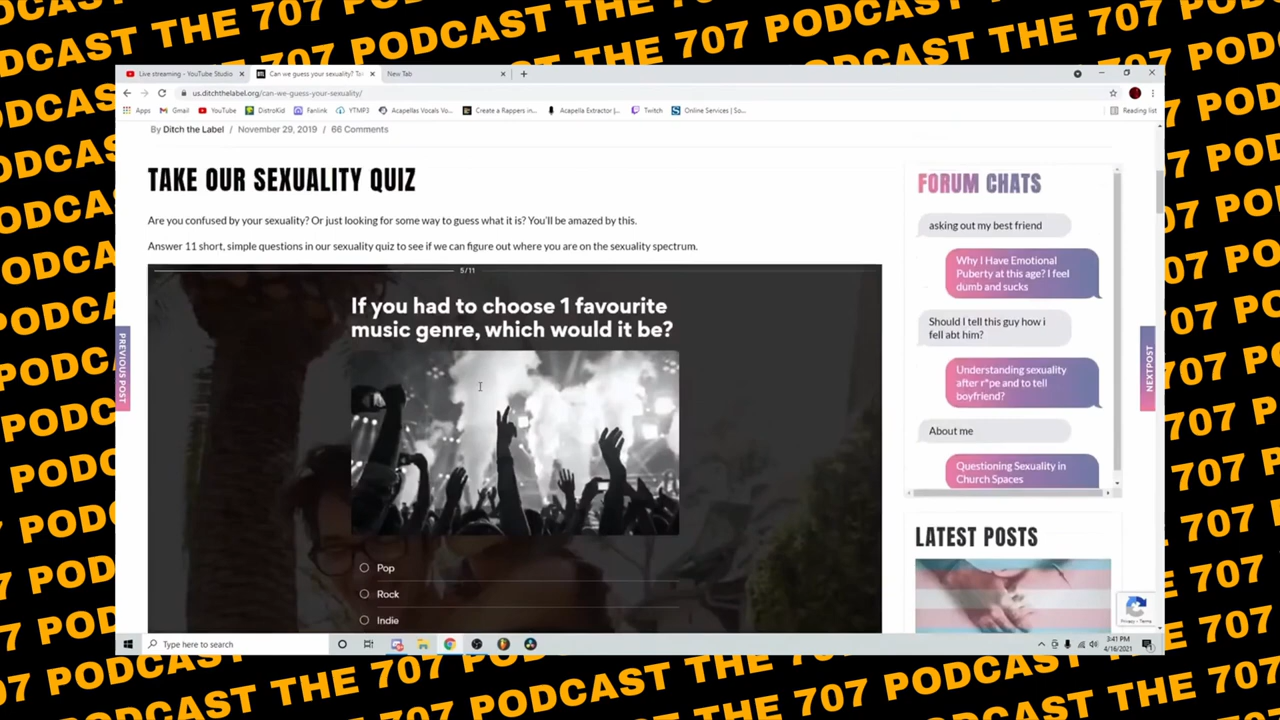 THE 707 PODCAST
Live streaming - YouTube Studio
Can we guess your sexuality? To
New Tab
us.ditchthelabel.org/can-we-guess-your-sexuality/
Apps
Gmail
YouTube
DistroKid
Fanlink
YTMP3
Acapellas Vocals Vo...
Create a Rappers in...
Acapella Extractor (...
Twitch
Online Services | So...
Reading list
By Ditch the Label / November 29, 2019 / 66 Comments
TAKE OUR SEXUALITY QUIZ
Are you confused by your sexuality? Or just looking for some way to guess what it is? You'll be amazed by this.
Answer 11 short, simple questions in our sexuality quiz to see if we can figure out where you are on the sexuality spectrum.
5/11
If you had to choose 1 favourite
music genre, which would it be?
Pop
Rock
Indie
PREVIOUS POST
FORUM CHATS
asking out my best friend
Why I Have Emotional
Puberty at this age? I feel
dumb and sucks
Should I tell this guy how i
fell abt him?
Understanding sexuality
after r*pe and to tell
boyfriend?
About me
Questioning Sexuality in
Church Spaces
NEXT POST
LATEST POSTS
Privacy - Terms
Type here to search
3:41 PM
4/16/2021